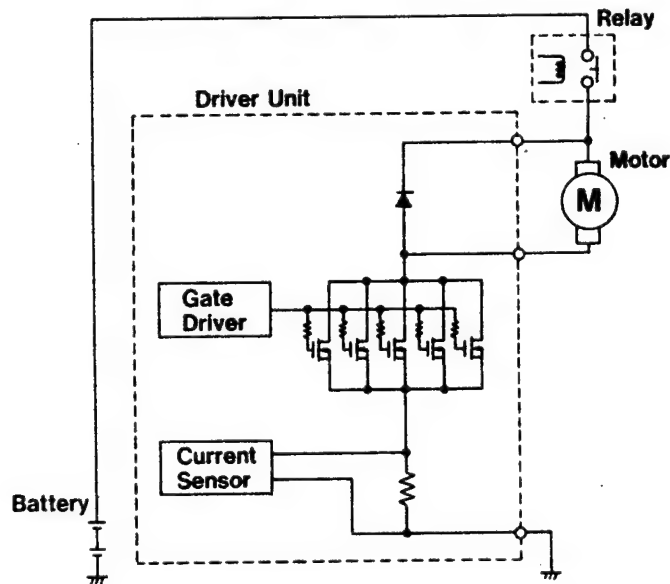 Relay
Driver Unit
Motor
M
Gate
Driver
Current
Sensor
Battery